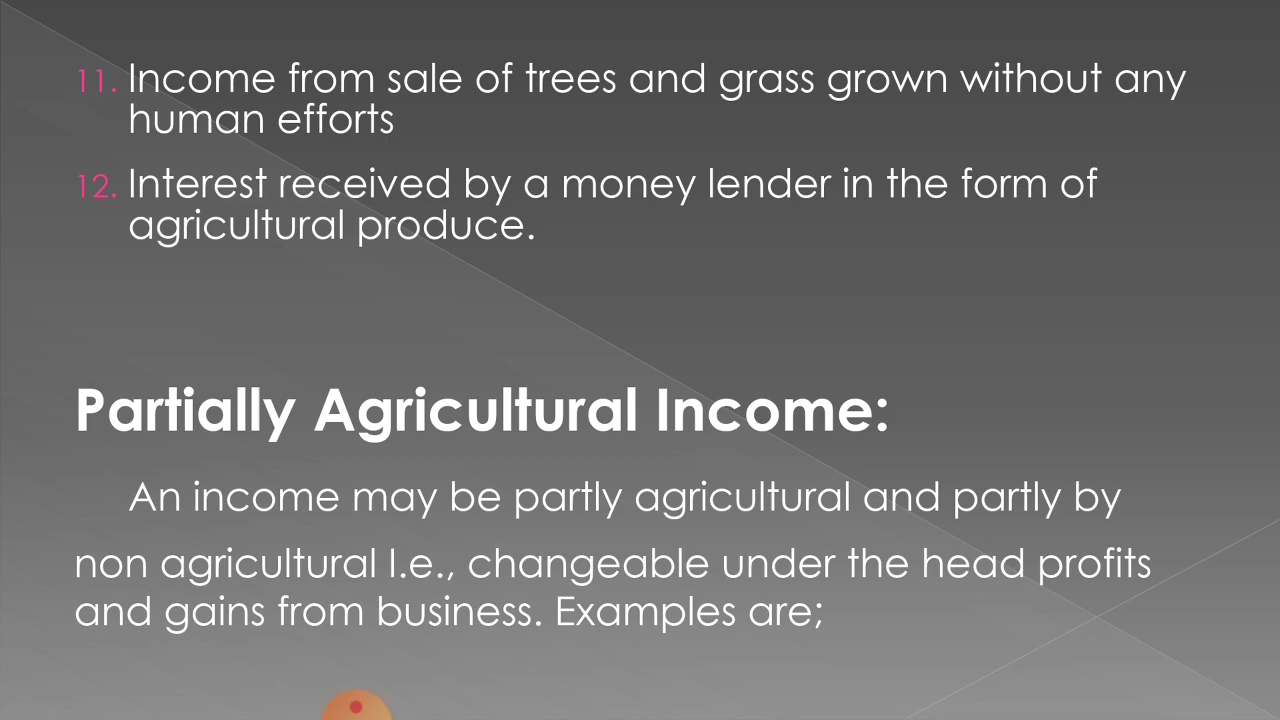 11. Income from sale of trees and grass grown without any
human efforts
12. Interest received by a money lender in the form of
agricultural produce.
Partially Agricultural Income:
An income may be partly agricultural and partly by
non agricultural I.e., changeable under the head profits
and gains from business. Examples are;